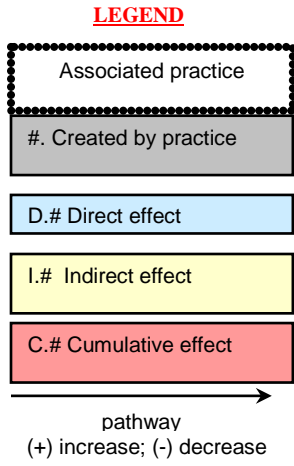 LEGEND
Associated practice
#. Created by practice
D.# Direct effect
I.# Indirect effect
C.# Cumulative effect
pathway
(+) increase; (-) decrease